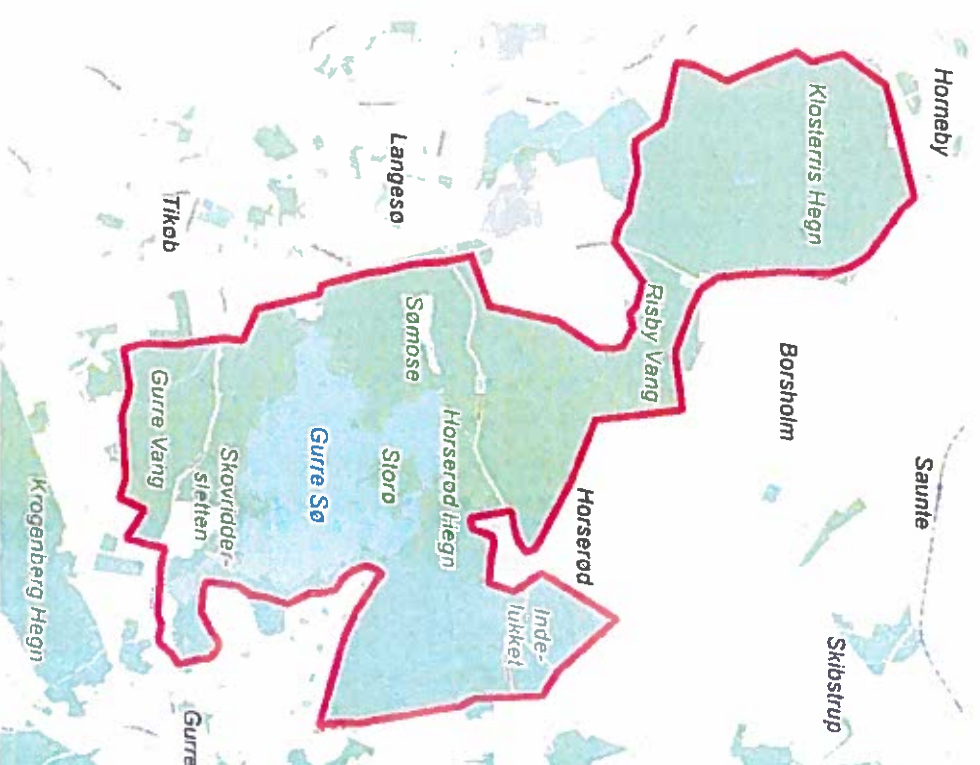 Horneby
Klosterris Hegn
Saunte
Skibstrup
Borsholm
Risby Vang
Horserød
Inde-
lukket
Horserød Hegn
Langesø
Sømose
Storø
Gurre Sø
Skovridder-
sletten
Tikøb
Gurre Vang
Gurre
Krogenberg Hegn